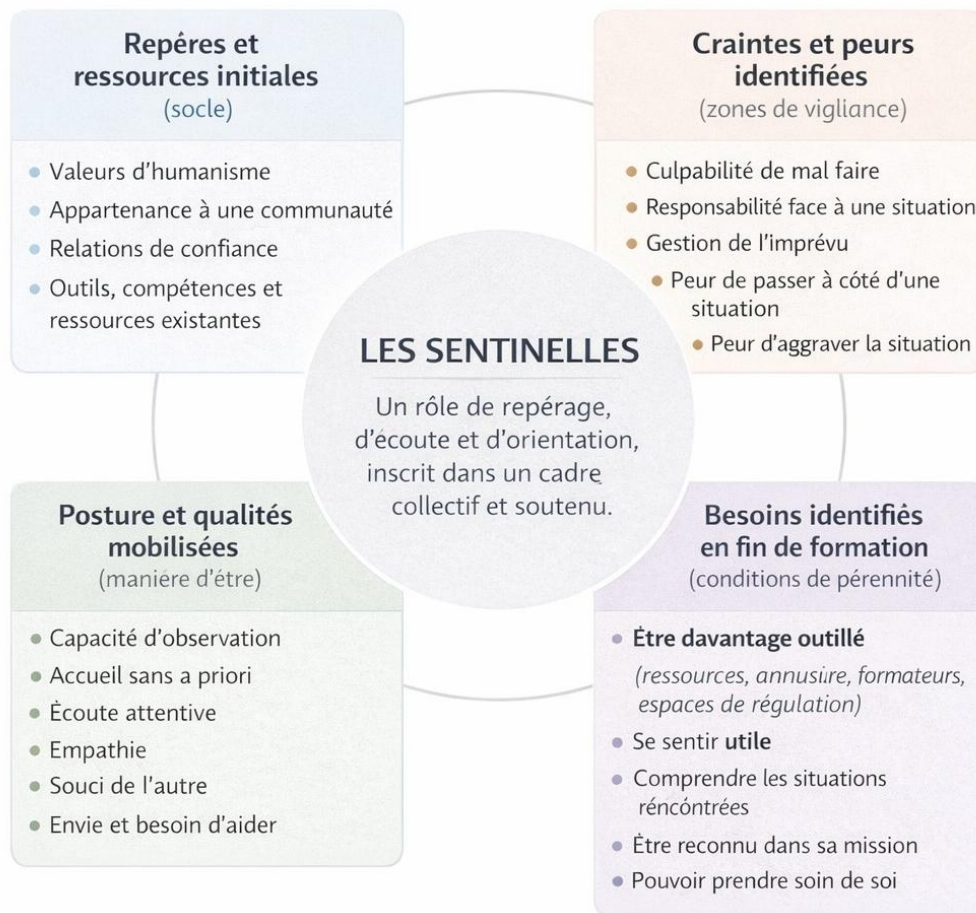 Repéres et
ressources initiales
(socle)
Valeurs d'humanisme
Appartenance à une communauté
Relations de confiance
Outils, compétences et
ressources existantes
Craintes et peurs
identifiées
(zones de vigliance)
Culpabilité de mal faire
Responsabilité face à une situation
Gestion de l'imprévu
Peur de passer à côté d'une
situation
Peur d'aggraver la situation
LES SENTINELLES
Un rôle de repérage,
d'écoute et d'orientation,
inscrit dans un cadre
collectif et soutenu.
Posture et qualités
mobilisées
(maniére d'étre)
Capacité d'observation
Accueil sans a priori
Écoute attentive
Empathie
Souci de l'autre
Envie et besoin d'aider
Besoins identifiès
en fin de formation
(conditions de pérennité)
Être davantage outillé
(ressources, annusire, formateurs,
espaces de régulation)
Se sentir utile
Comprendre les situations
réncóntrées
Être reconnu dans sa mission
Pouvoir prendre soin de soi